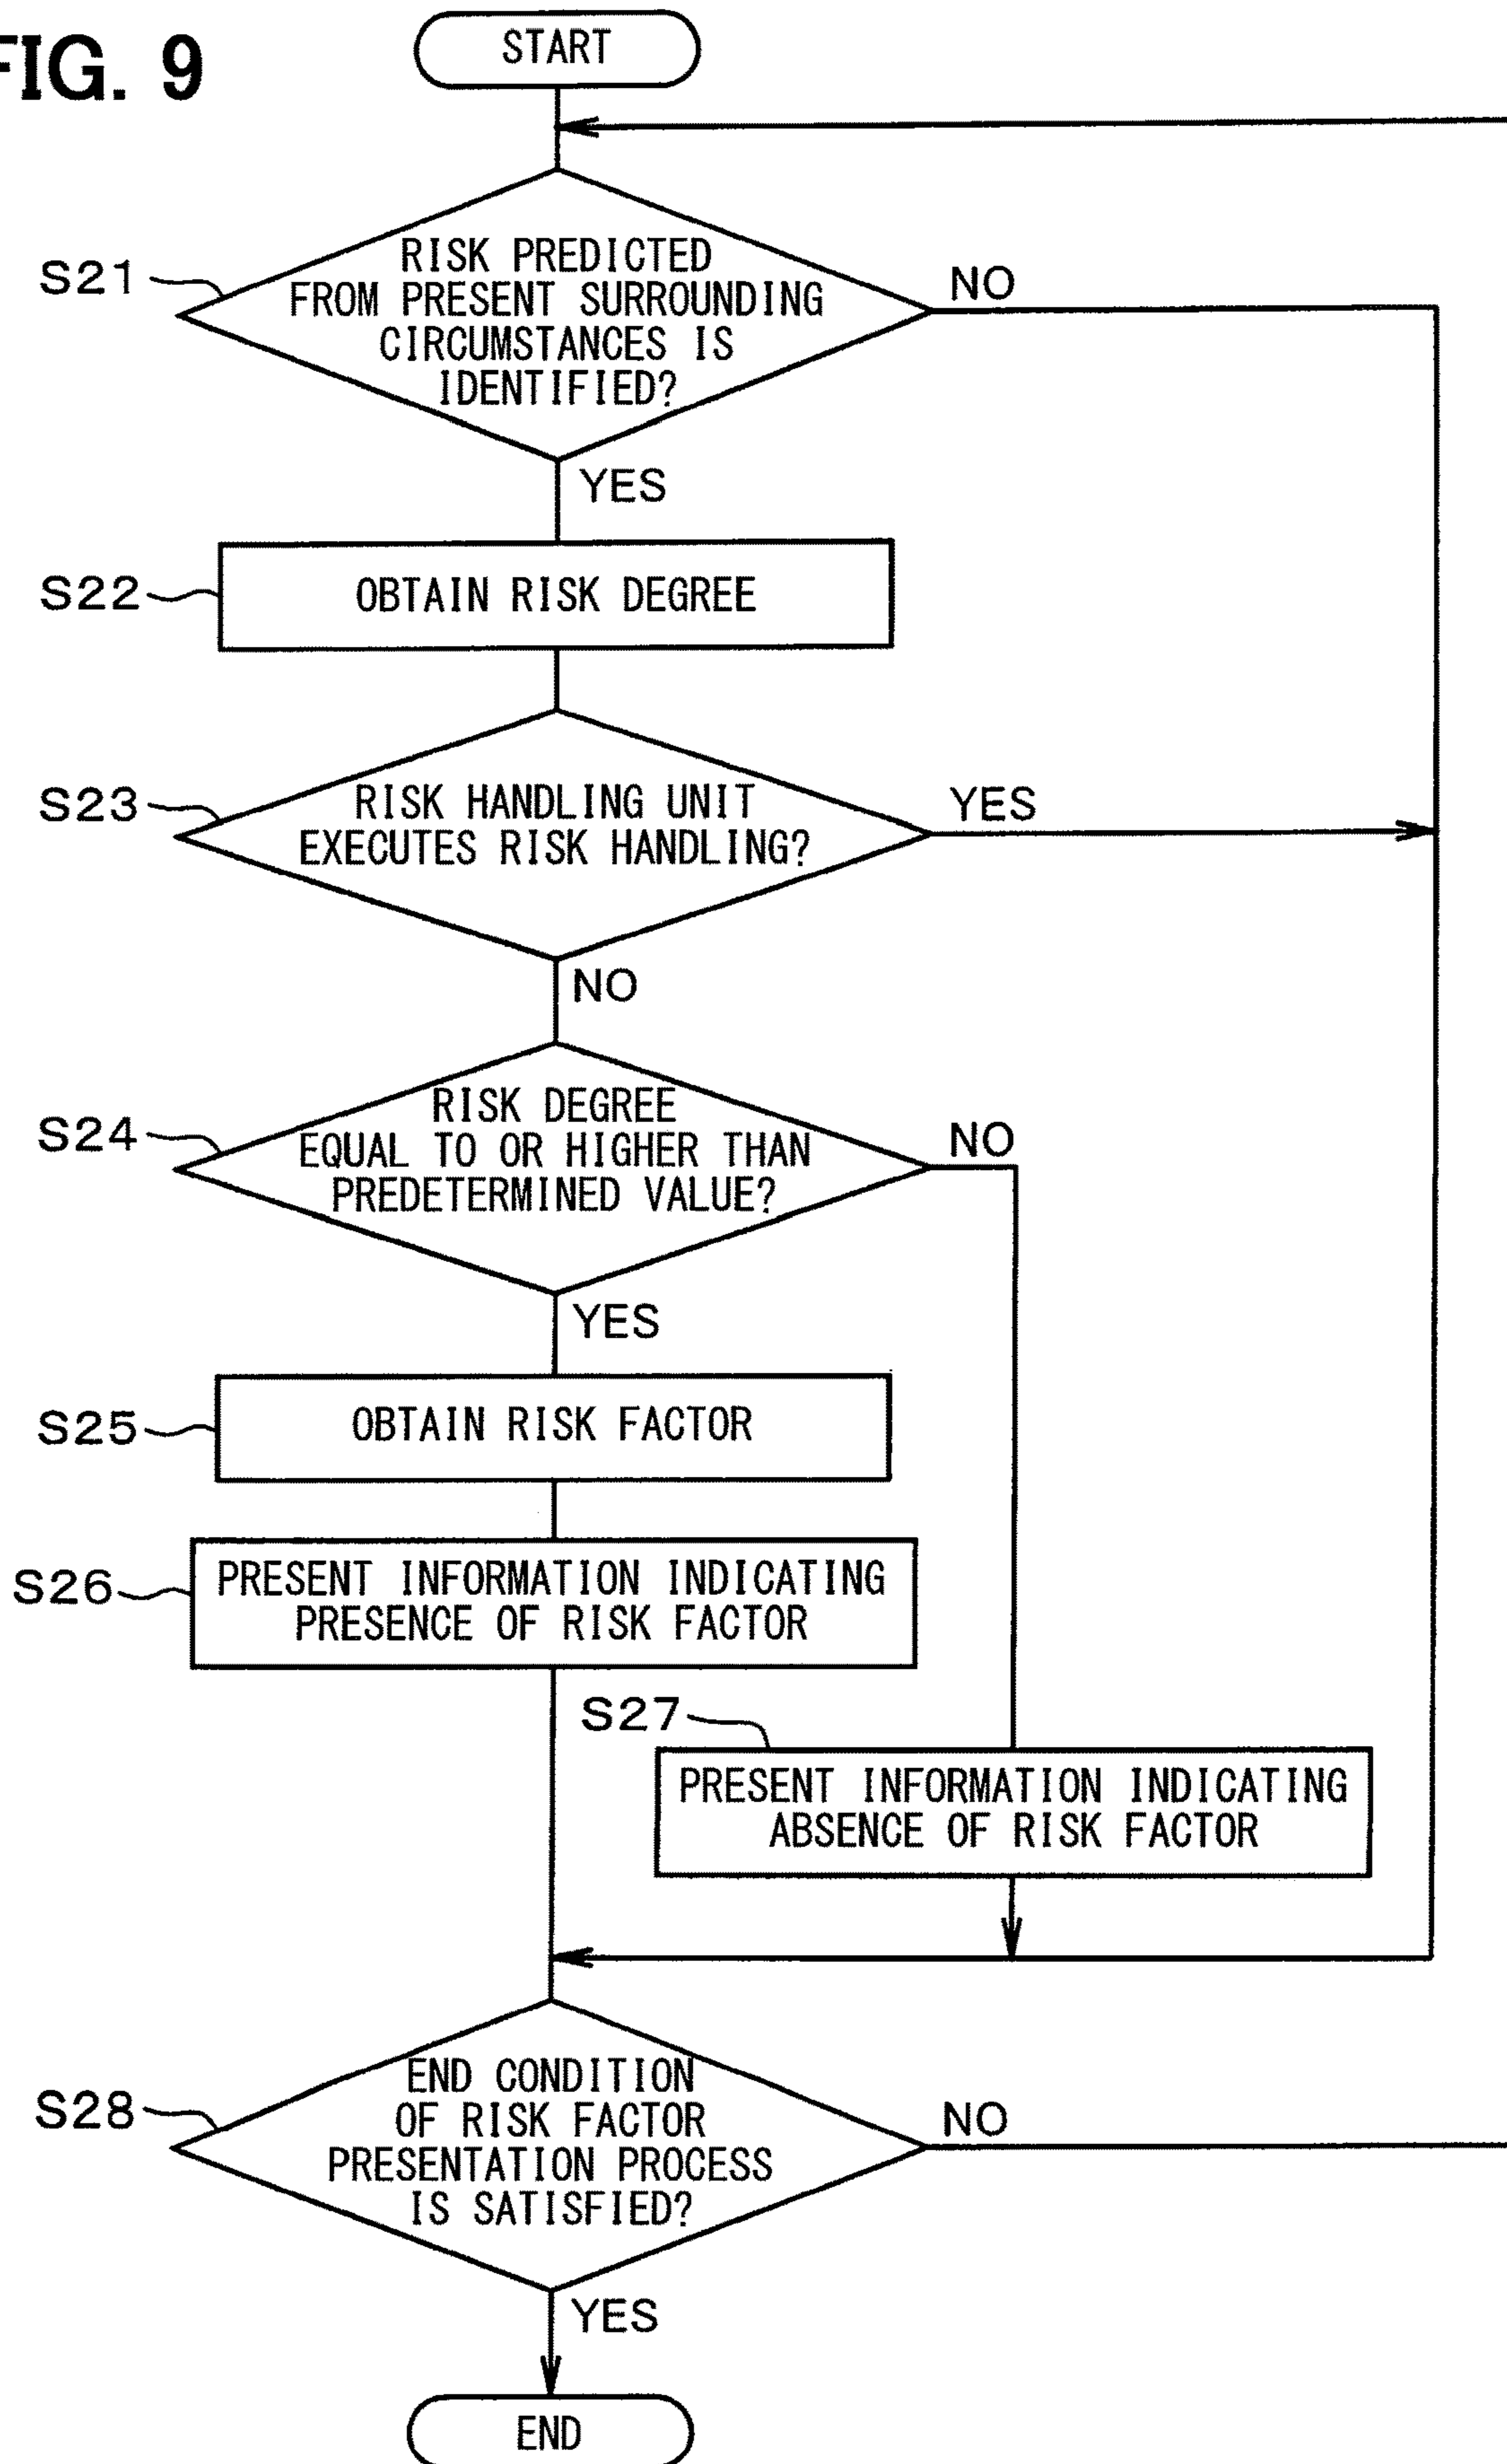 FIG. 9
START
S21
RISK PREDICTED
FROM PRESENT SURROUNDING
CIRCUMSTANCES IS
IDENTIFIED?
NO
YES
S22
OBTAIN RISK DEGREE
S23
RISK HANDLING UNIT
EXECUTES RISK HANDLING?
YES
NO
S24
RISK DEGREE
EQUAL TO OR HIGHER THAN
PREDETERMINED VALUE?
NO
YES
S25
OBTAIN RISK FACTOR
S26
PRESENT INFORMATION INDICATING
PRESENCE OF RISK FACTOR
S27
PRESENT INFORMATION INDICATING
ABSENCE OF RISK FACTOR
S28
END CONDITION
OF RISK FACTOR
PRESENTATION PROCESS
IS SATISFIED?
NO
YES
END